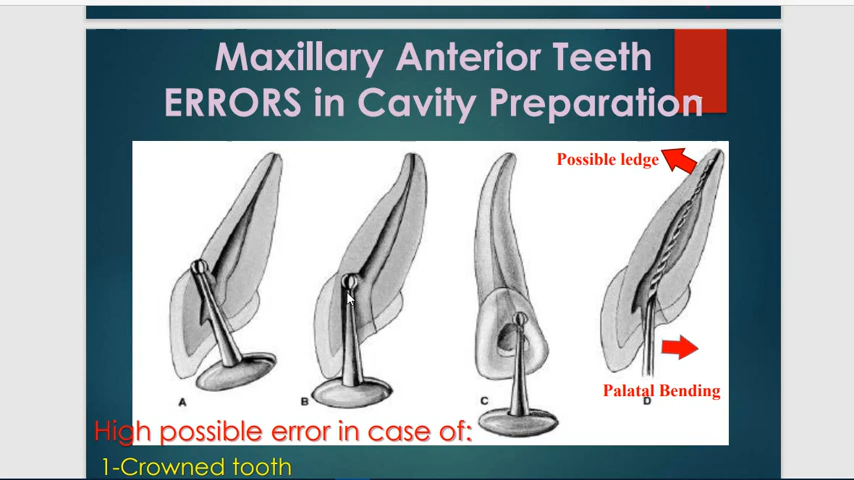 Maxillary Anterior Teeth
ERRORS in Cavity Preparation
Possible ledge
Palatal Bending
A
B
C
D
High possible error in case of:
1-Crowned tooth